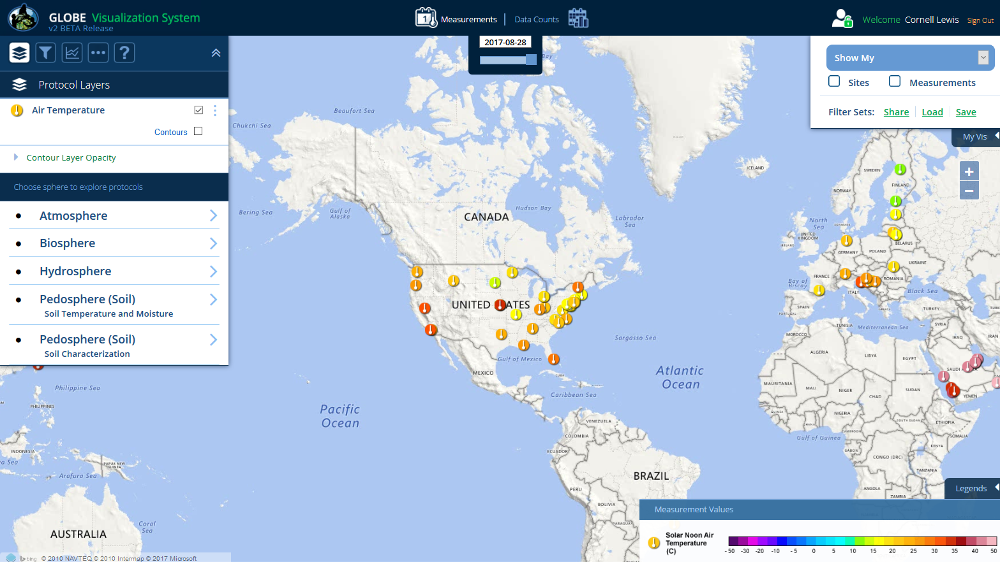 GLOBE Visualization System
v2 BETA Release
1
Measurements
Data Counts
Welcome Cornell Lewis Sign Out
2017-08-28
Protocol Layers
Air Temperature
Contours
Contour Layer Opacity
Choose sphere to explore protocols
Atmosphere
Biosphere
Hydrosphere
Pedosphere (Soil)
Soil Temperature and Moisture
Pedosphere (Soil)
Soil Characterization
Show My
Sites
Measurements
Filter Sets: Share Load Save
My Vis
+
−
Bay
Beaufort Sea
Chukchi Sea
Bering Sea
Gulf of
Alaska
Hudson Bay
CANADA
Labrador
Sea
ICELAND
SWEDEN
FINLAND
NORWAY
North
Sea
DENMARK
UNITED
KINGDOM
IRELAND
BELARUS
GERMANY
POLAND
UKRAINE
FRANCE
ROMANIA
Bay of
Biscay
ITALY
Black Sea
SPAIN
PORTUGAL
GREECE
TURKEY
TUNISIA
Mediterranean Sea
SYRIA
MOROCCO
IRAQ
IRAN
ALGERIA
LIBYA
EGYPT
SAUDI
UNITED STATES
Sargasso Sea
Gulf of Mexico
MEXICO
CUBA
Atlantic
Ocean
Caribbean Sea
MAURITANIA
MALI
NIGER
CHAD
SUDAN
YEMEN
Philippine Sea
PHILIPPINES
Pacific
Ocean
GUINEA
NIGERIA
GHANA
SOUTH SUDAN
ETHIOPIA
CAMEROON
SOMALIA
VENEZUELA
COLOMBIA
Gulf of Guinea
KENYA
ECUADOR
GABON
CONGO (DRC)
INDONESIA
PAPUA NEW
GUINEA
a Sea
Arafura Sea
TANZANIA
BRAZIL
PERU
ANGOLA
ZAMBIA
BOLIVIA
PARAGUAY
Coral
Sea
AUSTRALIA
Legends
Measurement Values
Solar Noon Air
Temperature
(C)
-50 -30 -20 -10 -5 0 5 10 15 20 25 30 35 40 50
bing © 2010 NAVTEQ © 2010 Intermap © 2017 Microsoft